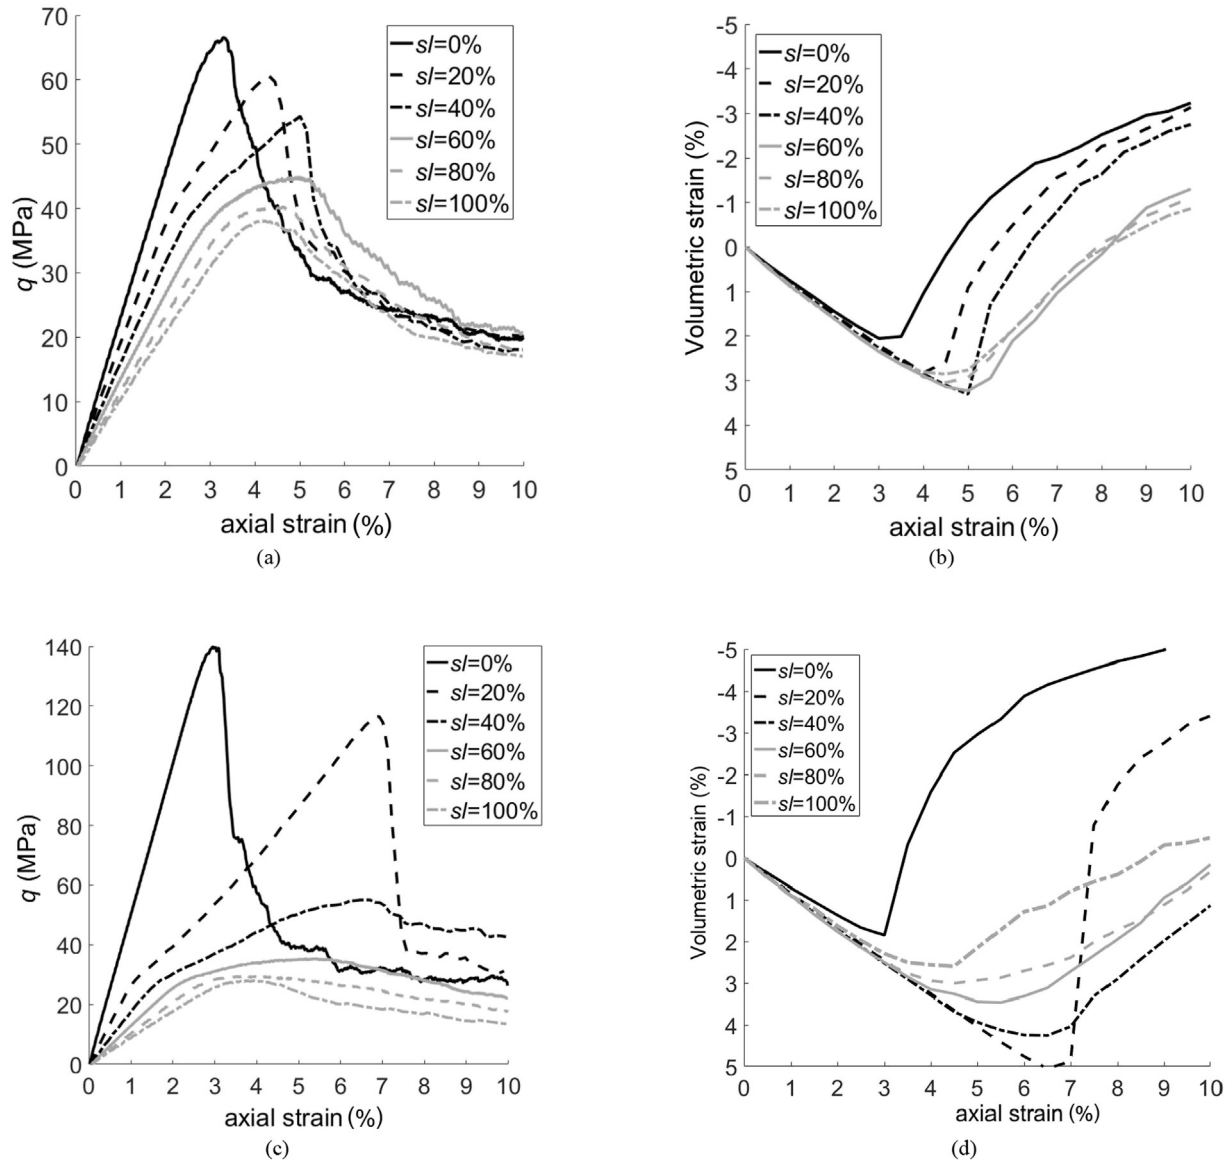 70
60
50
40
30
20
10
0
q (MPa)
sl=0%
sl=20%
sl=40%
sl=60%
sl=80%
sl=100%
0 1 2 3 4 5 6 7 8 9 10
axial strain (%)
(a)
-5
-4
-3
-2
-1
0
1
2
3
4
5
Volumetric strain (%)
sl=0%
sl=20%
sl=40%
sl=60%
sl=80%
sl=100%
0 1 2 3 4 5 6 7 8 9 10
axial strain (%)
(b)
140
120
100
80
60
40
20
0
q (MPa)
sl=0%
sl=20%
sl=40%
sl=60%
sl=80%
sl=100%
0 1 2 3 4 5 6 7 8 9 10
axial strain (%)
(c)
-5
-4
-3
-2
-1
0
1
2
3
4
5
Volumetric strain (%)
sl=0%
sl=20%
sl=40%
sl=60%
sl=80%
sl=100%
0 1 2 3 4 5 6 7 8 9 10
axial strain (%)
(d)